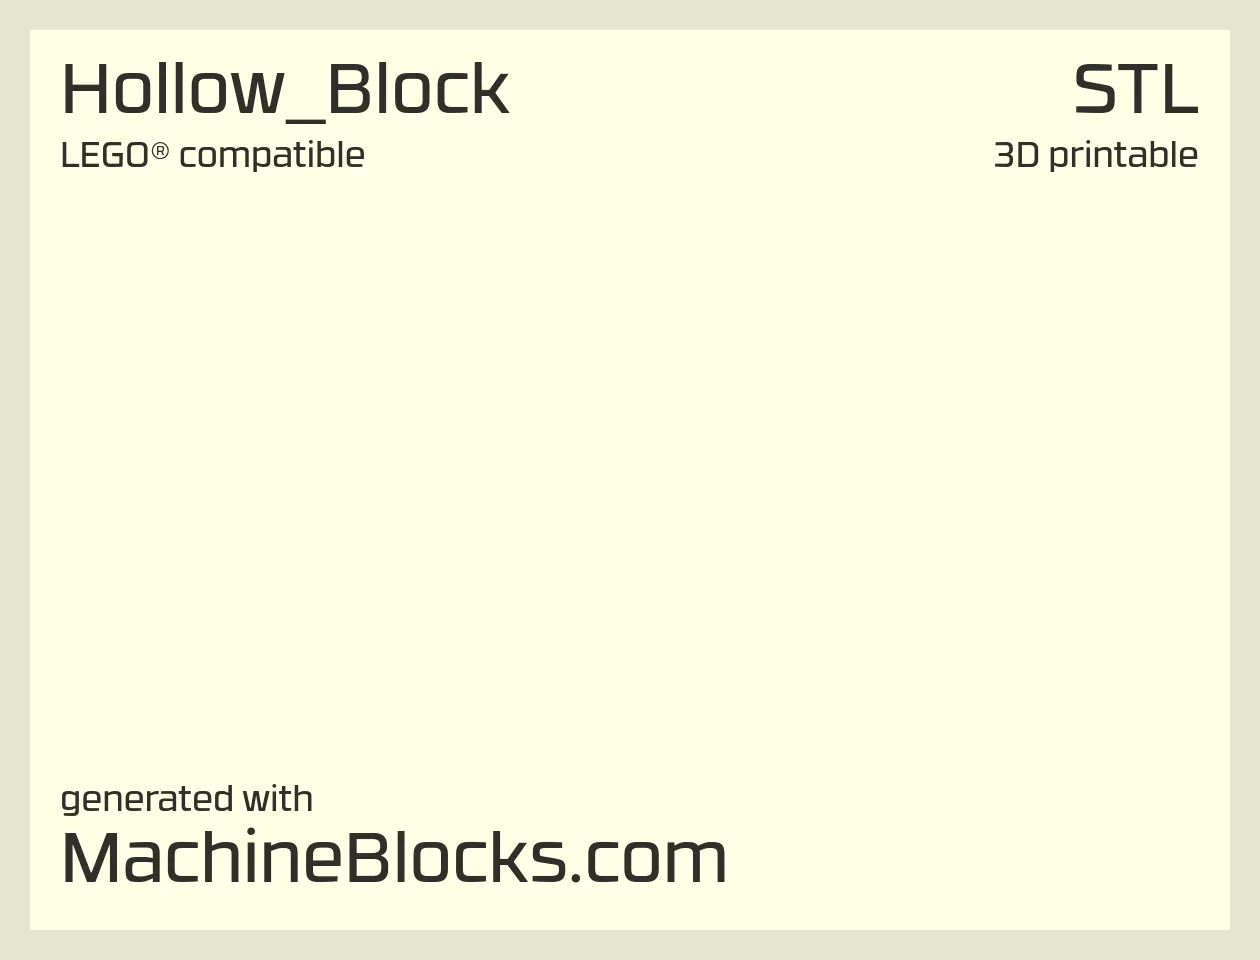 Hollow_Block
STL
LEGO® compatible
3D printable
generated with
MachineBlocks.com